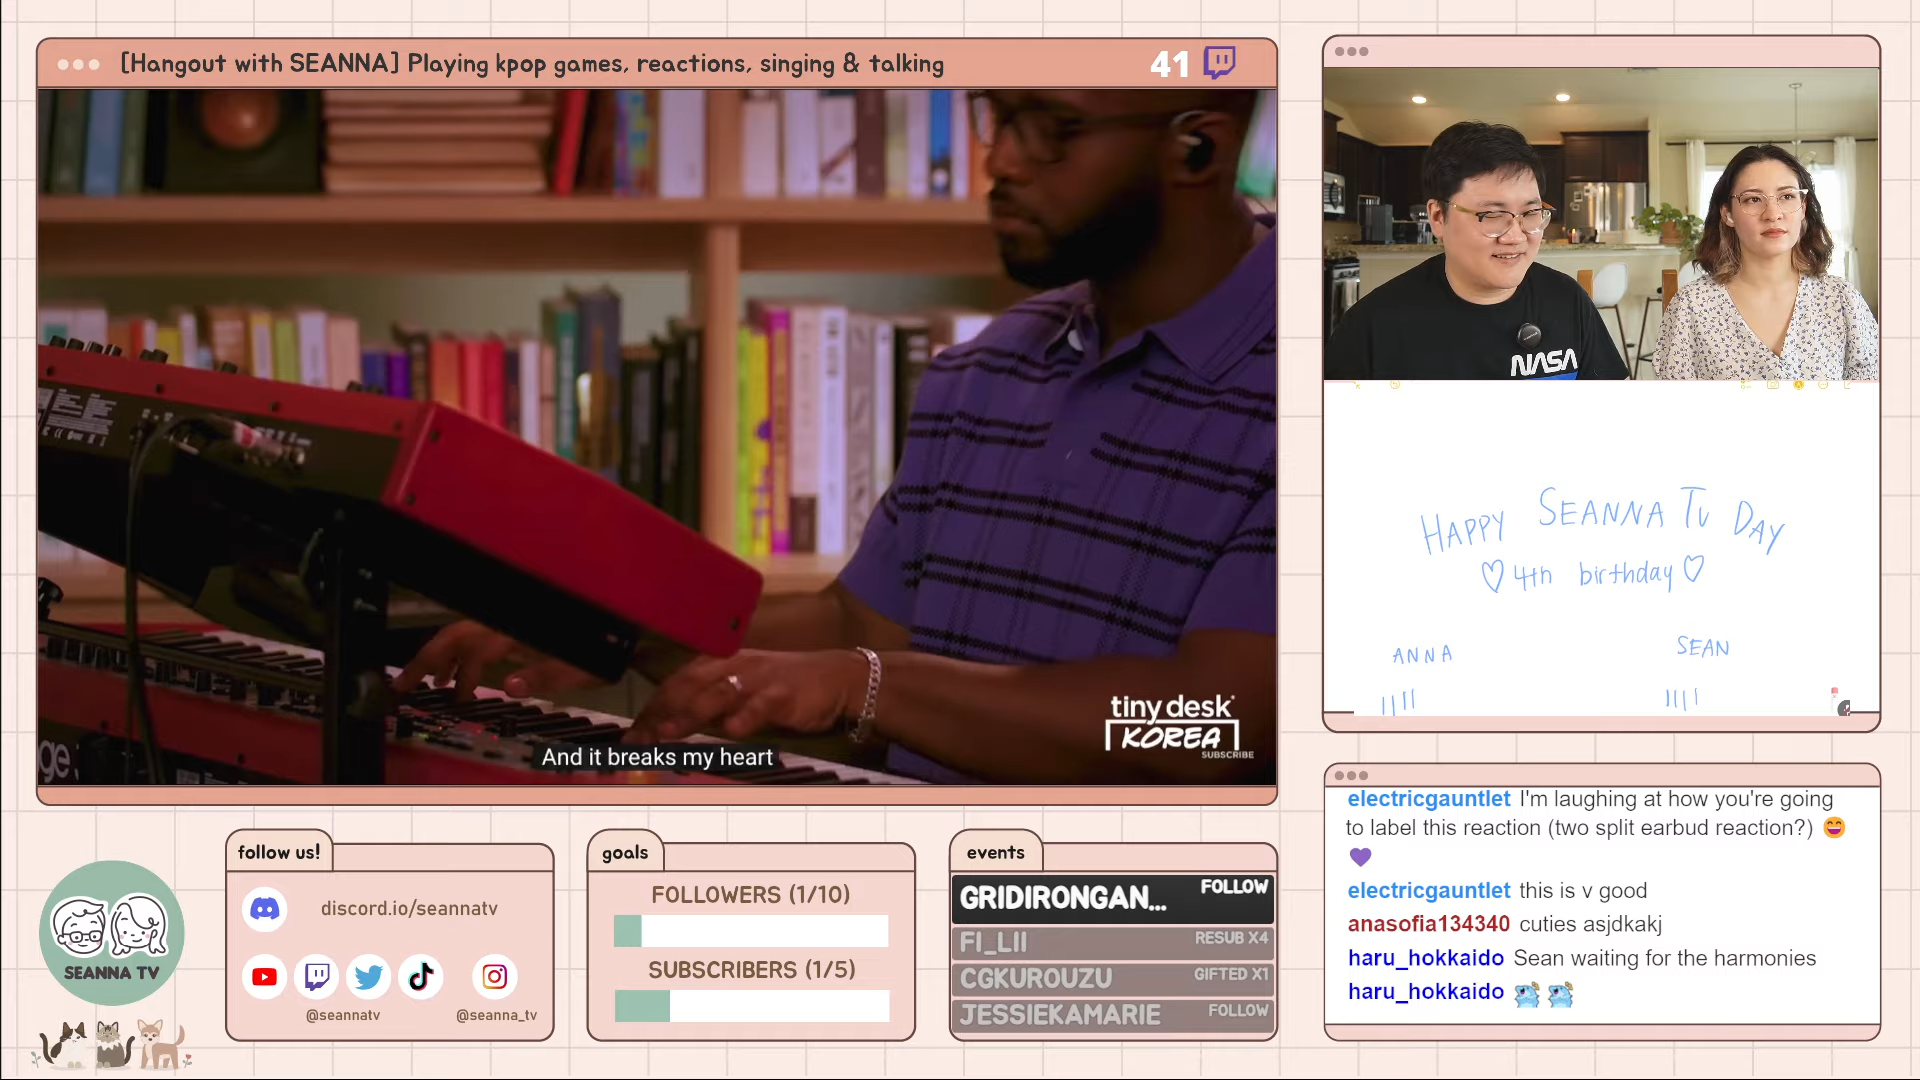 [Hangout with SEANNA] Playing kpop games, reactions, singing & talking
41
And it breaks my heart
tiny desk
KOREA
SUBSCRIBE
NASA
HAPPY SEANNA TV DAY
♡ 4th birthday ♡
ANNA
SEAN
electricgauntlet I'm laughing at how you're going
to label this reaction (two split earbud reaction?) 😄
💜
electricgauntlet this is v good
anasofia134340 cuties asjdkakj
haru_hokkaido Sean waiting for the harmonies
haru_hokkaido
SEANNA TV
follow us!
discord.io/seannatv
@seannatv
@seanna_tv
goals
FOLLOWERS (1/10)
SUBSCRIBERS (1/5)
events
GRIDIRONGAN... FOLLOW
FI_LII RESUB X4
CGKUROUZU GIFTED X1
JESSIEKAMARIE FOLLOW